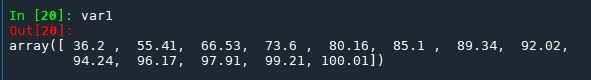 In [20]: var1
Out[20]:
array([ 36.2 ,  55.41,  66.53,  73.6 ,  80.16,  85.1 ,  89.34,  92.02,
        94.24,  96.17,  97.91,  99.21, 100.01])